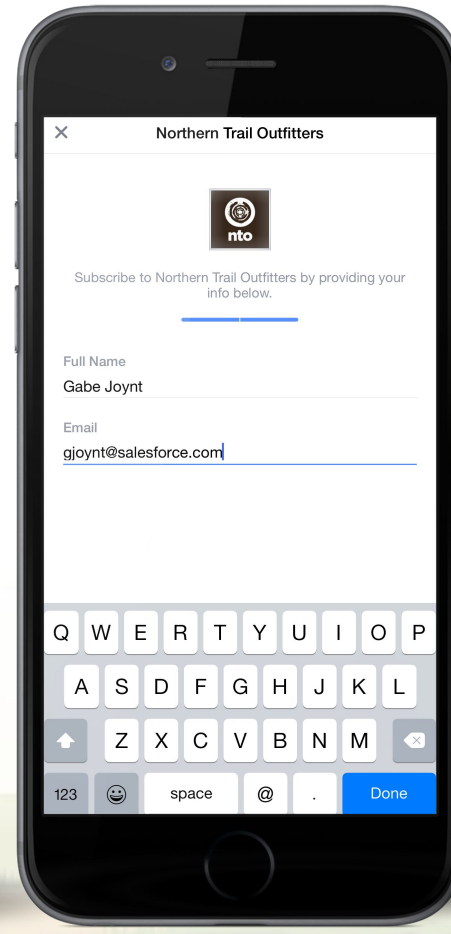 Northern Trail Outfitters
nto
Subscribe to Northern Trail Outfitters by providing your
info below.
Full Name
Gabe Joynt
Email
gjoynt@salesforce.com
Q W E R T Y U I O P
A S D F G H J K L
Z X C V B N M
123 space @ . Done